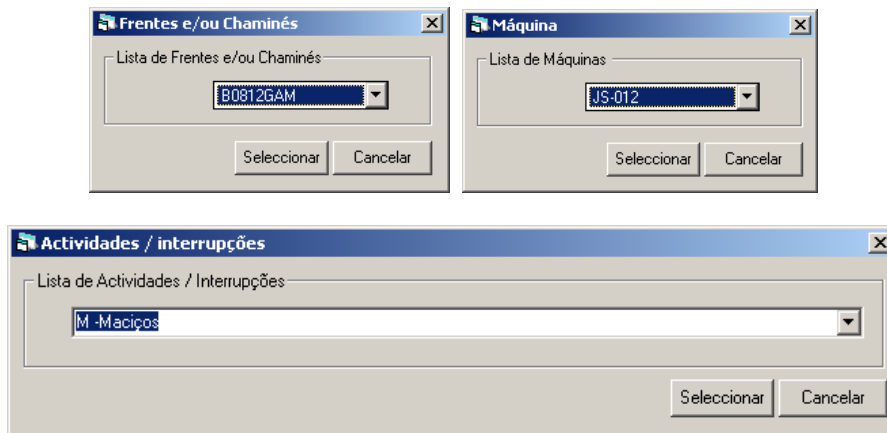 Frentes e/ou Chaminés
Lista de Frentes e/ou Chaminés
B0812GAM
Seleccionar Cancelar
Máquina
Lista de Máquinas
JS-012
Seleccionar Cancelar
Actividades / interrupções
Lista de Actividades / Interrupções
M -Maciços
Seleccionar Cancelar